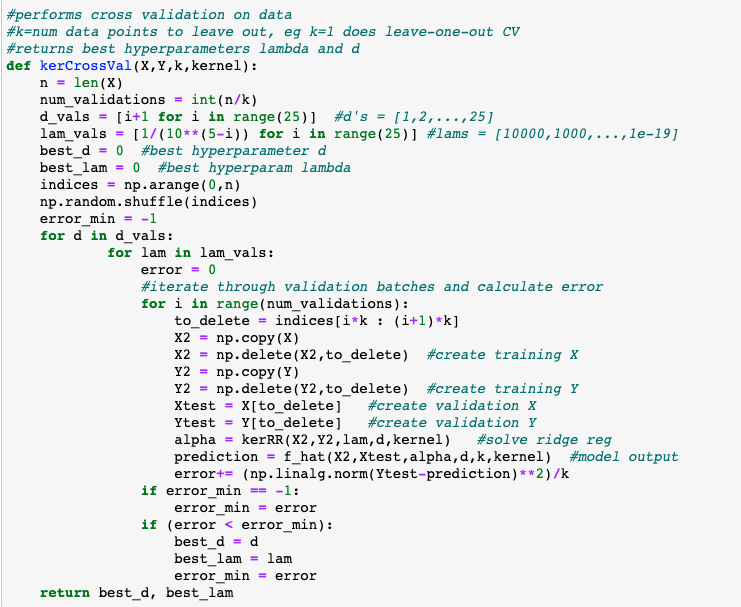 #performs cross validation on data
#k=num data points to leave out, eg k=1 does leave-one-out CV
#returns best hyperparameters lambda and d
def kerCrossVal(X,Y,k,kernel):
    n = len(X)
    num_validations = int(n/k)
    d_vals = [i+1 for i in range(25)]  #d's = [1,2,...,25]
    lam_vals = [1/(10**(5-i)) for i in range(25)] #lams = [10000,1000,...,1e-19]
    best_d = 0  #best hyperparameter d
    best_lam = 0  #best hyperparam lambda
    indices = np.arange(0,n)
    np.random.shuffle(indices)
    error_min = -1
    for d in d_vals:
            for lam in lam_vals:
                error = 0
                #iterate through validation batches and calculate error
                for i in range(num_validations):
                    to_delete = indices[i*k : (i+1)*k]
                    X2 = np.copy(X)
                    X2 = np.delete(X2,to_delete)  #create training X
                    Y2 = np.copy(Y)
                    Y2 = np.delete(Y2,to_delete)  #create training Y
                    Xtest = X[to_delete]   #create validation X
                    Ytest = Y[to_delete]   #create validation Y
                    alpha = kerRR(X2,Y2,lam,d,kernel)   #solve ridge reg
                    prediction = f_hat(X2,Xtest,alpha,d,k,kernel)  #model output
                    error+= (np.linalg.norm(Ytest-prediction)**2)/k
                if error_min == -1:
                    error_min = error
                if (error < error_min):
                    best_d = d
                    best_lam = lam
                    error_min = error
    return best_d, best_lam